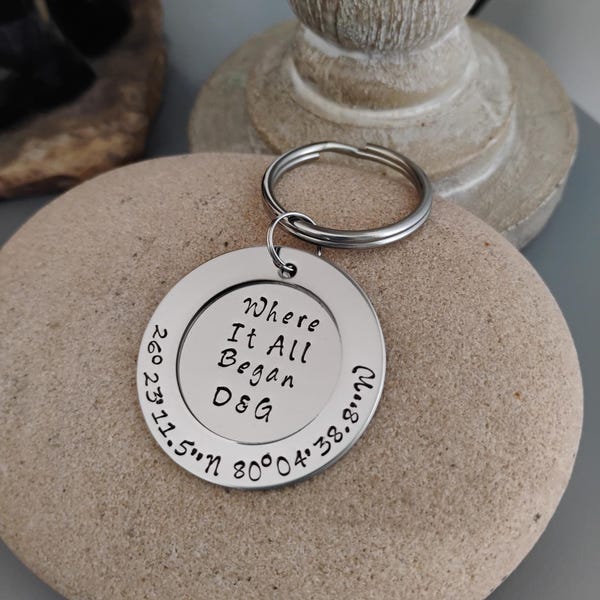 Where
It All
Began
D&G
26° 23' 11.5"N 80°04' 38.8"W